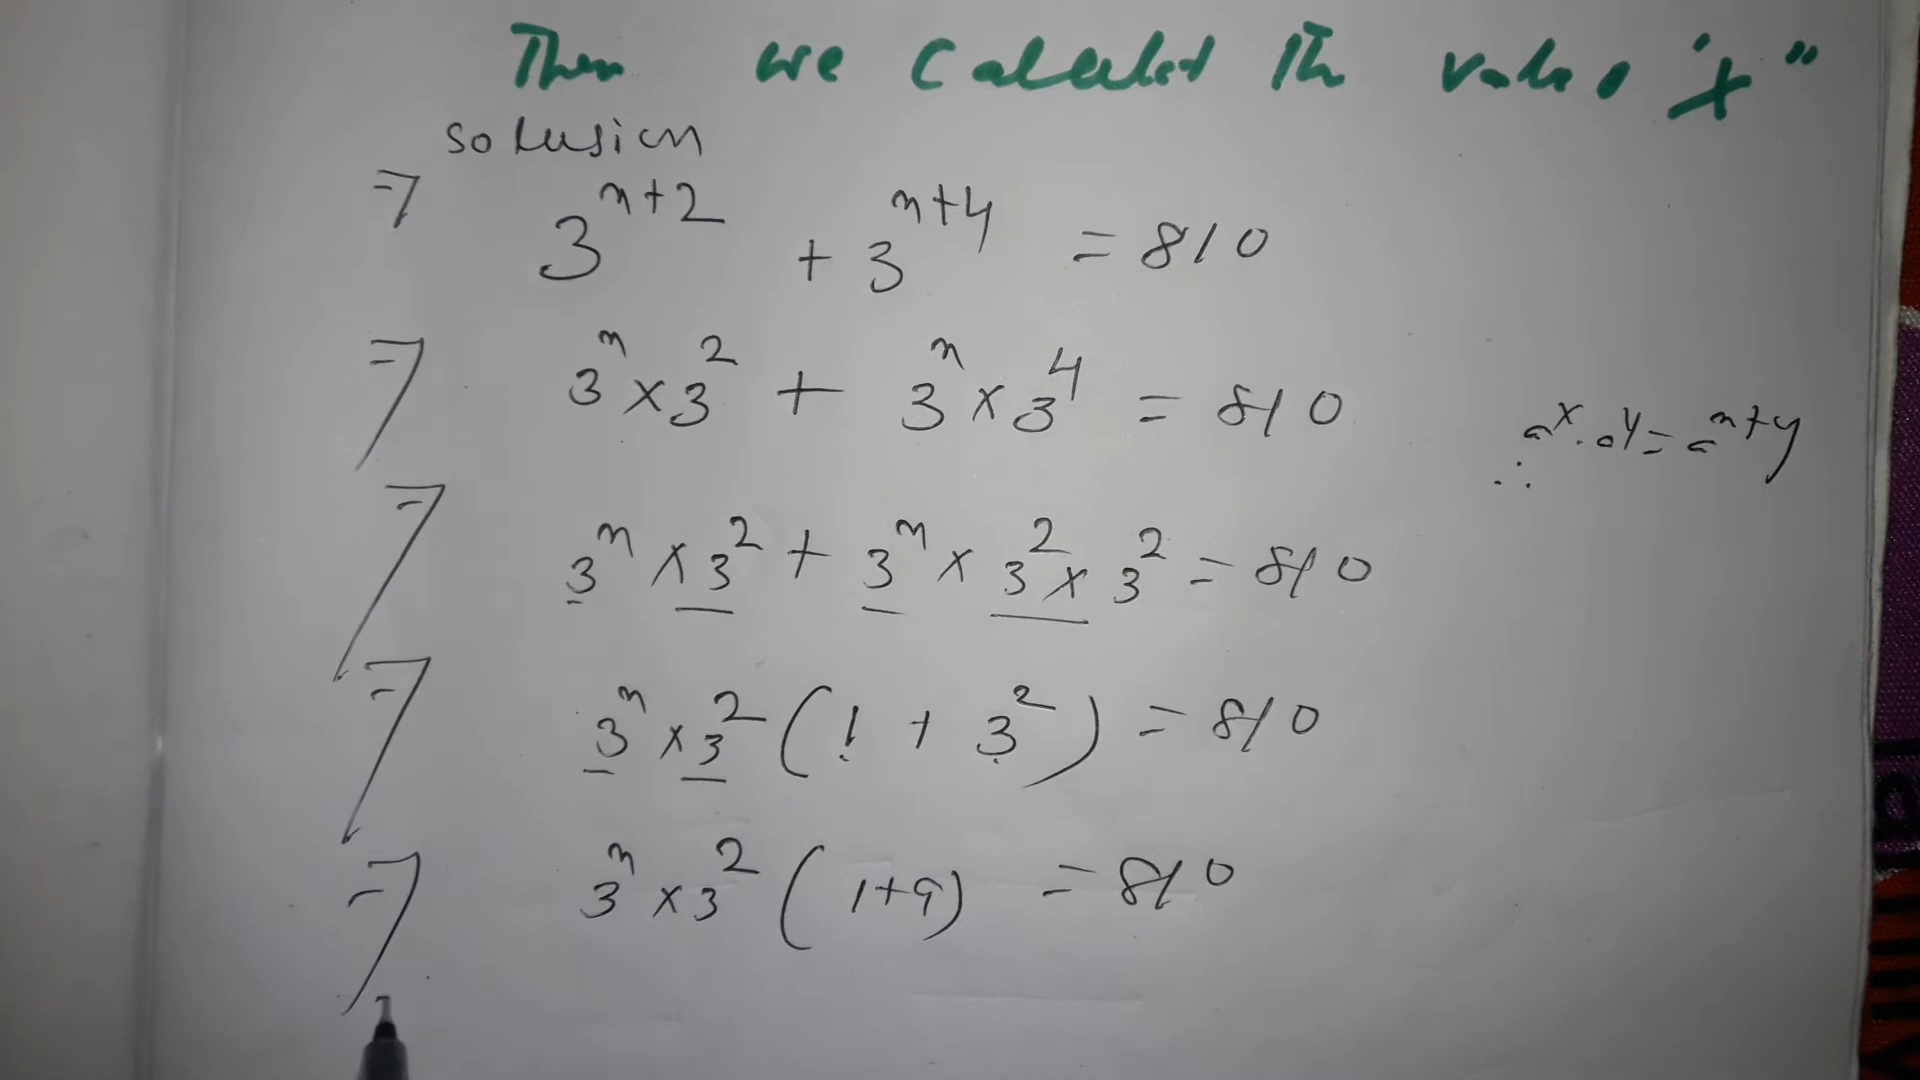 Then we Calculet the value "x"
solusion
⇒ 3^{x+2} + 3^{x+4} = 810
⇒ 3^x × 3^2 + 3^x × 3^4 = 810
∴ a^x . a^y = a^{x+y}
⇒ 3^x × 3^2 + 3^x × 3^2 × 3^2 = 810
⇒ 3^x × 3^2 ( 1 + 3^2 ) = 810
⇒ 3^x × 3^2 ( 1+9) = 810
⇒